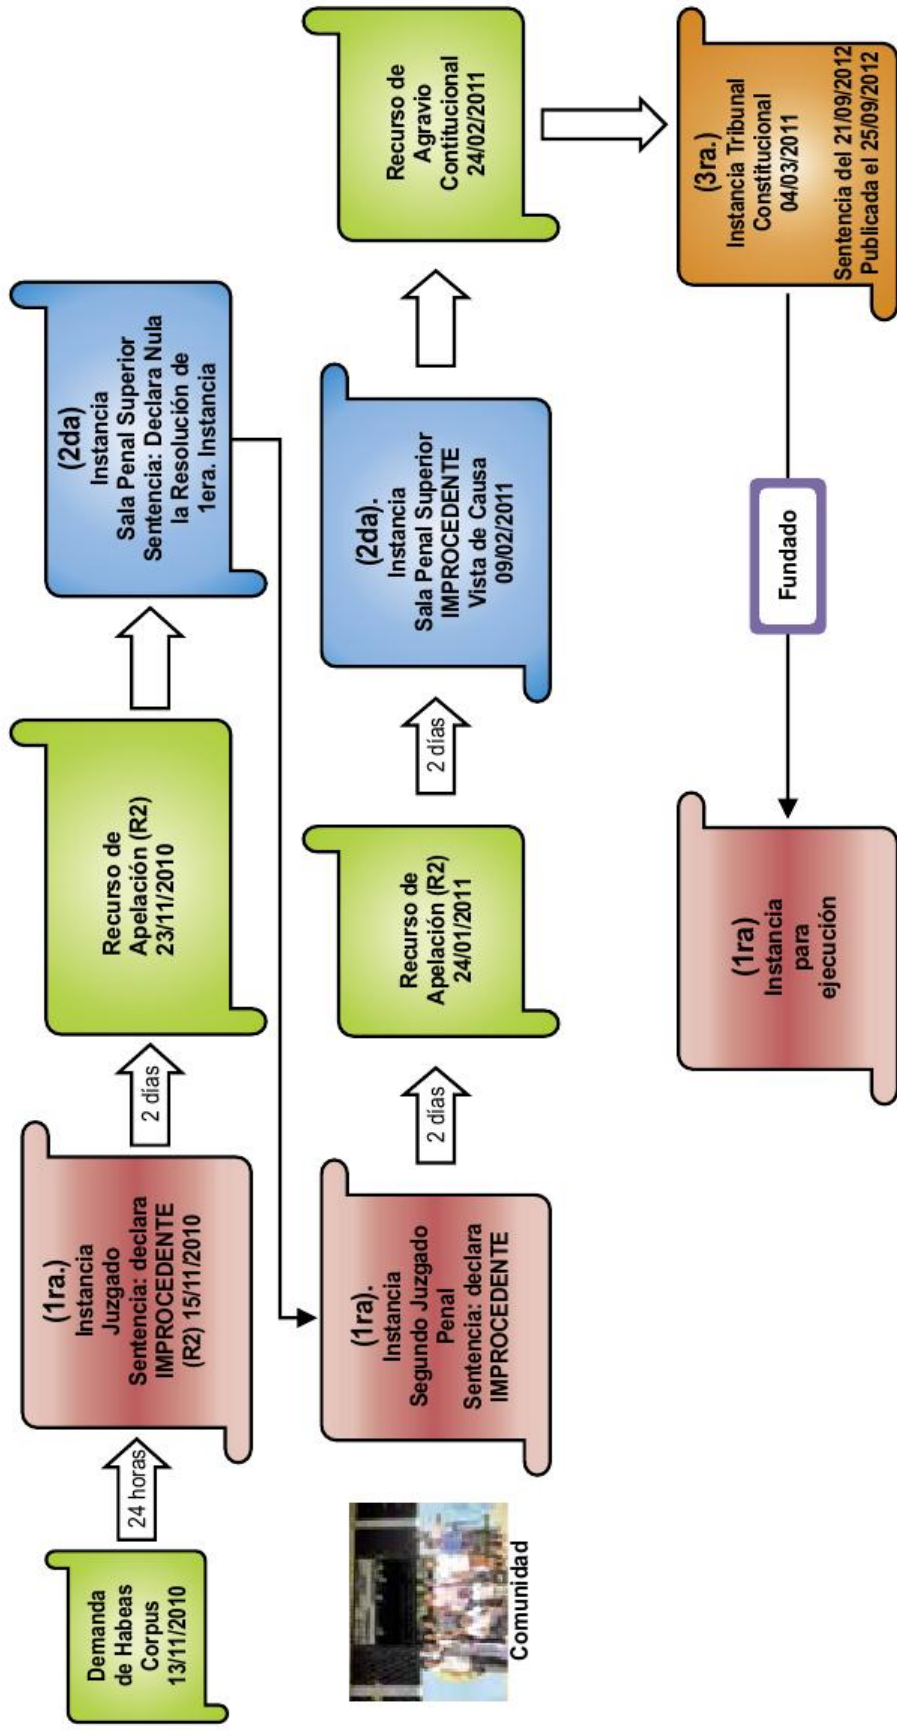 Demanda
de Habeas
Corpus
13/11/2010
24 horas
(1ra.)
Instancia
Juzgado
Sentencia: declara
IMPROCEDENTE
(R2) 15/11/2010
2 días
Recurso de
Apelación (R2)
23/11/2010
(2da)
Instancia
Sala Penal Superior
Sentencia: Declara Nula
la Resolución de
1era. Instancia
Comunidad
(1ra).
Instancia
Segundo Juzgado
Penal
Sentencia: declara
IMPROCEDENTE
2 días
Recurso de
Apelación (R2)
24/01/2011
2 días
(2da).
Instancia
Sala Penal Superior
IMPROCEDENTE
Vista de Causa
09/02/2011
Recurso de
Agravio
Contitucional
24/02/2011
(3ra.)
Instancia Tribunal
Constitucional
04/03/2011
Sentencia del 21/09/2012
Publicada el 25/09/2012
Fundado
(1ra)
Instancia
para
ejecución